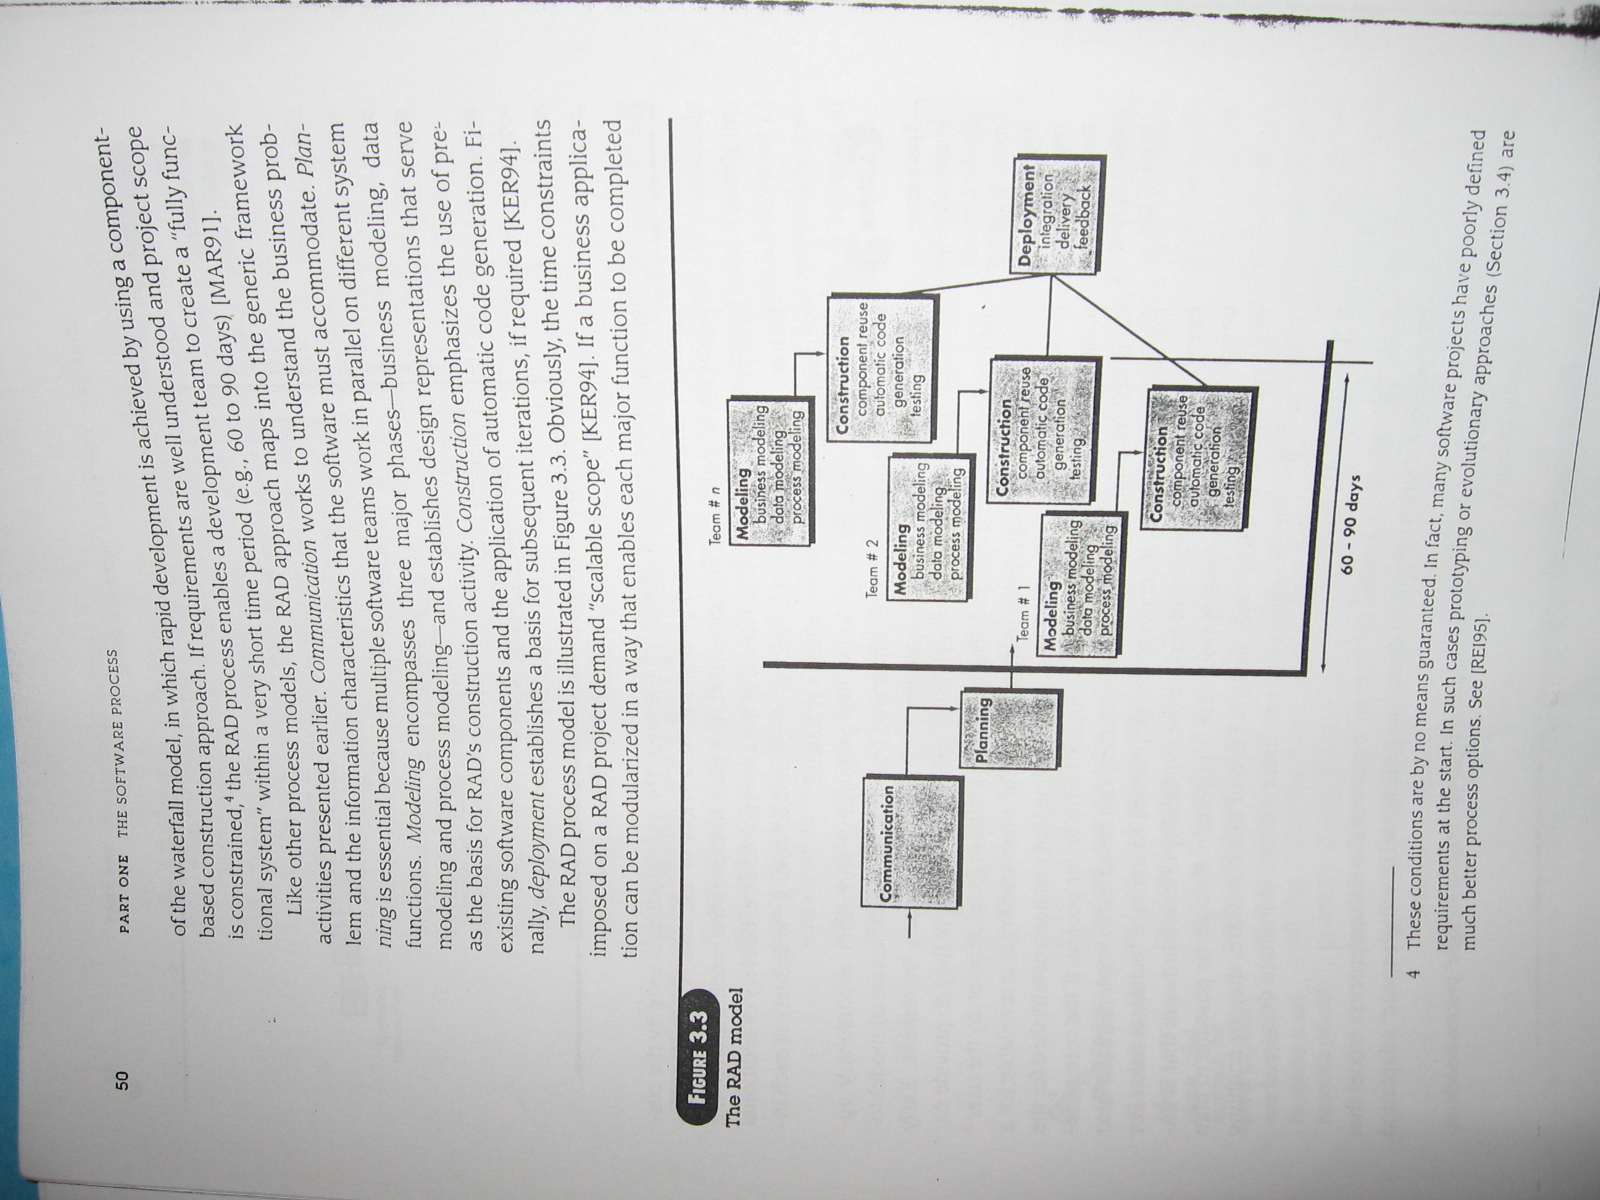 50
PART ONE THE SOFTWARE PROCESS
of the waterfall model, in which rapid development is achieved by using a component-
based construction approach. If requirements are well understood and project scope
is constrained,4 the RAD process enables a development team to create a "fully func-
tional system" within a very short time period (e.g., 60 to 90 days) [MAR91].
Like other process models, the RAD approach maps into the generic framework
activities presented earlier. Communication works to understand the business prob-
lem and the information characteristics that the software must accommodate. Plan-
ning is essential because multiple software teams work in parallel on different system
functions. Modeling encompasses three major phases—business modeling, data
modeling and process modeling—and establishes design representations that serve
as the basis for RAD's construction activity. Construction emphasizes the use of pre-
existing software components and the application of automatic code generation. Fi-
nally, deployment establishes a basis for subsequent iterations, if required [KER94].
The RAD process model is illustrated in Figure 3.3. Obviously, the time constraints
imposed on a RAD project demand "scalable scope" [KER94]. If a business applica-
tion can be modularized in a way that enables each major function to be completed
FIGURE 3.3
The RAD model
Communication
Planning
Team # n
Modeling
business modeling
data modeling
process modeling
Construction
component reuse
automatic code
generation
testing
Team # 2
Modeling
business modeling
data modeling
process modeling
Construction
component reuse
automatic code
generation
testing
Team # 1
Modeling
business modeling
data modeling
process modeling
Construction
component reuse
automatic code
generation
testing
Deployment
integration
delivery
feedback
60 - 90 days
4 These conditions are by no means guaranteed. In fact, many software projects have poorly defined
requirements at the start. In such cases prototyping or evolutionary approaches (Section 3.4) are
much better process options. See [REI95].